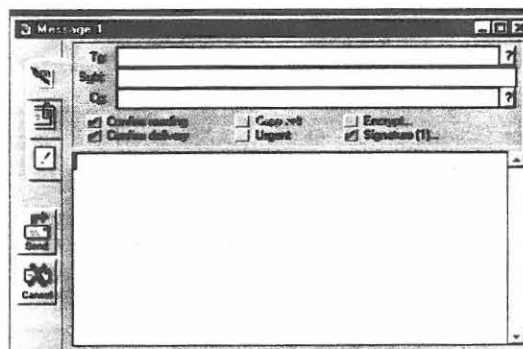 Message 1
To:
Subj:
Cc:
Confirm reading
Copy self
Encrypt...
Confirm delivery
Urgent
Signature (1)...
Send
Cancel